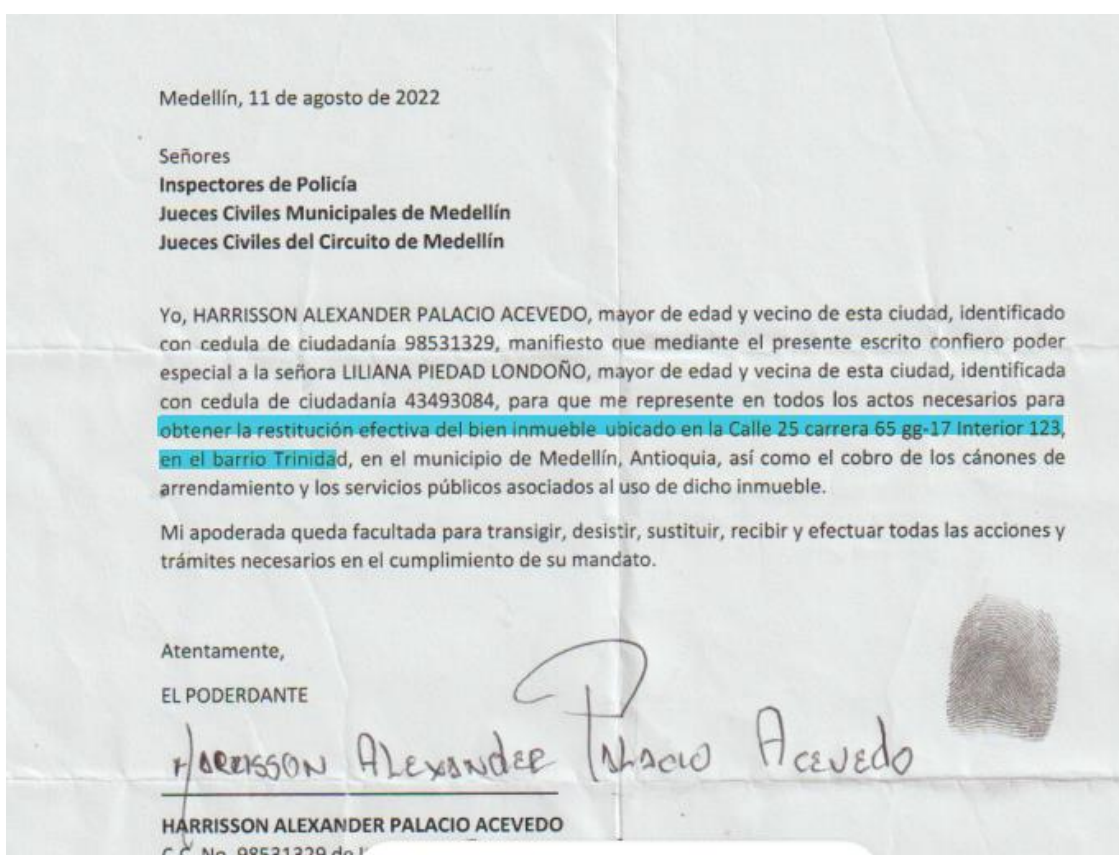 Medellín, 11 de agosto de 2022
Señores
Inspectores de Policía
Jueces Civiles Municipales de Medellín
Jueces Civiles del Circuito de Medellín
Yo, HARRISSON ALEXANDER PALACIO ACEVEDO, mayor de edad y vecino de esta ciudad, identificado
con cedula de ciudadanía 98531329, manifiesto que mediante el presente escrito confiero poder
especial a la señora LILIANA PIEDAD LONDOÑO, mayor de edad y vecina de esta ciudad, identificada
con cedula de ciudadanía 43493084, para que me represente en todos los actos necesarios para
obtener la restitución efectiva del bien inmueble ubicado en la Calle 25 carrera 65 gg-17 Interior 123,
en el barrio Trinidad, en el municipio de Medellín, Antioquia, así como el cobro de los cánones de
arrendamiento y los servicios públicos asociados al uso de dicho inmueble.
Mi apoderada queda facultada para transigir, desistir, sustituir, recibir y efectuar todas las acciones y
trámites necesarios en el cumplimiento de su mandato.
Atentamente,
EL PODERDANTE
HARRISSON ALEXANDER PALACIO ACEVEDO
HARRISSON ALEXANDER PALACIO ACEVEDO
C.C. No. 98531329 de